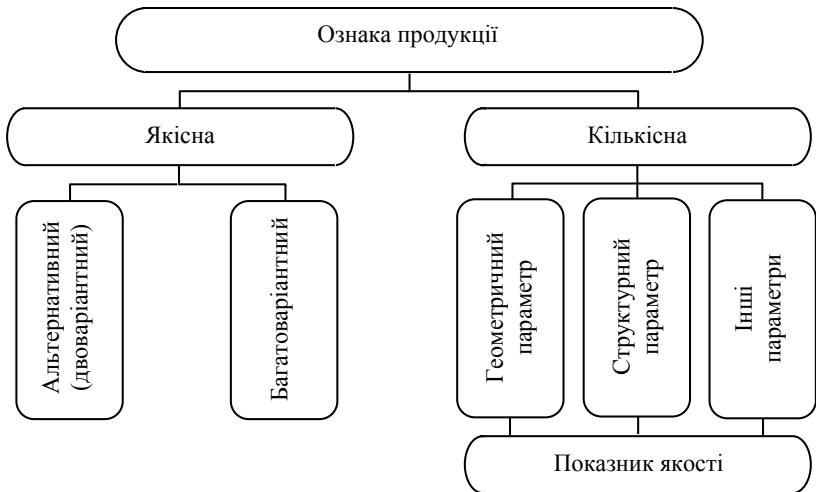 Ознака продукції
Якісна
Кількісна
Альтернативний
(двоваріантний)
Багатоваріантний
Геометричний
параметр
Структурний
параметр
Інші
параметри
Показник якості